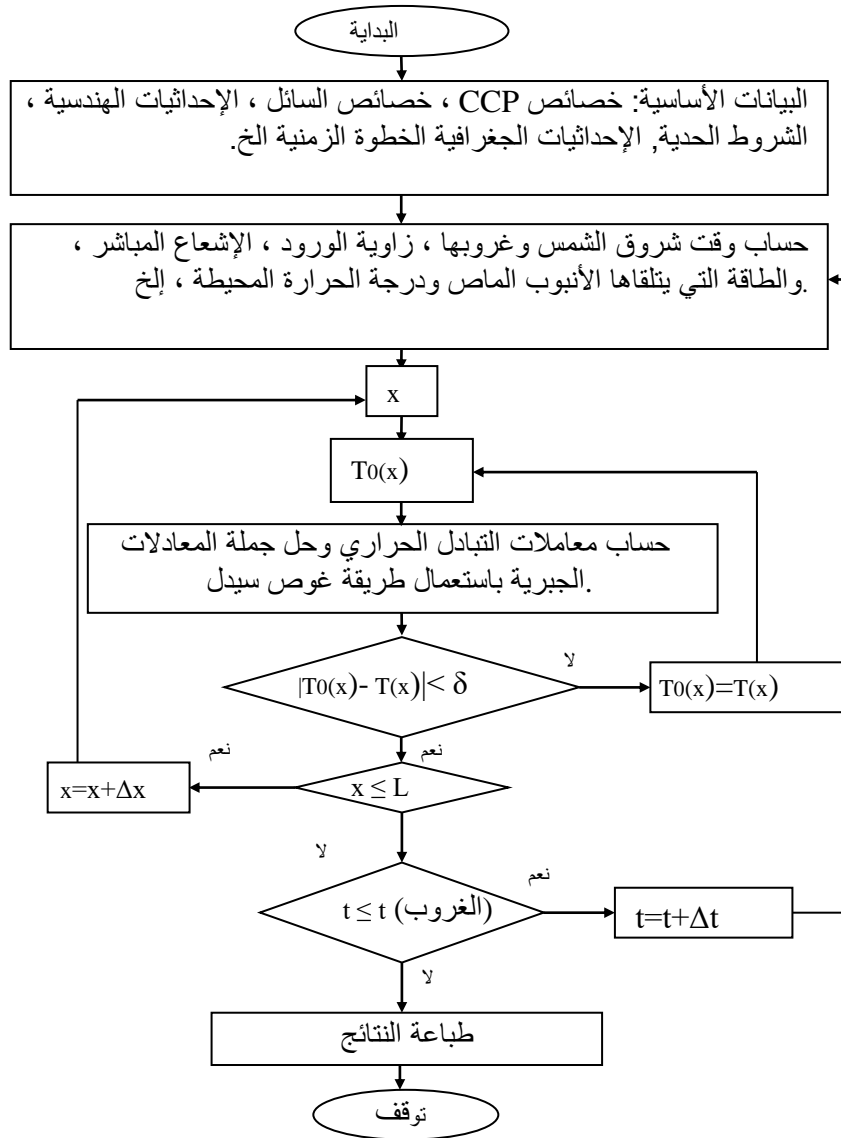 البداية
البيانات الأساسية: خصائص CCP ، خصائص السائل ، الإحداثيات الهندسية ،
الشروط الحدية, الإحداثيات الجغرافية الخطوة الزمنية الخ.
حساب وقت شروق الشمس وغروبها ، زاوية الورود ، الإشعاع المباشر ،
.والطاقة التي يتلقاها الأنبوب الماص ودرجة الحرارة المحيطة ، إلخ
x
T0(x)
حساب معاملات التبادل الحراري وحل جملة المعادلات
.الجبرية باستعمال طريقة غوص سيدل
|T0(x)- T(x)|< δ
لا
T0(x)=T(x)
نعم
x ≤ L
نعم
x=x+Δx
لا
t ≤ t (الغروب)
نعم
t=t+Δt
لا
طباعة النتائج
توقف